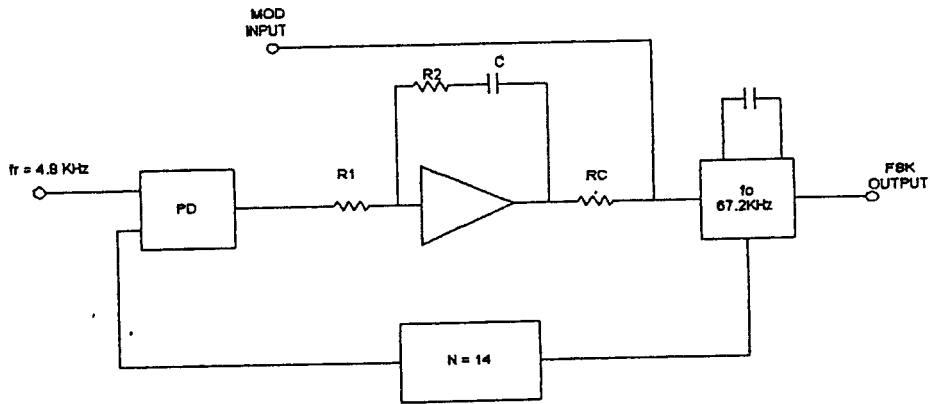 MOD
INPUT
R2
C
fr = 4.8 KHz
R1
RC
PD
fo
67.2KHz
FSK
OUTPUT
N = 14